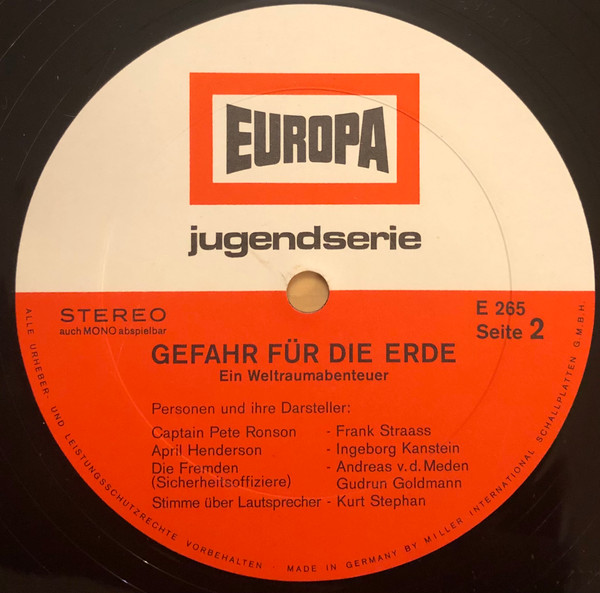 EUROPA
jugendserie
STEREO
auch MONO abspielbar
E 265
Seite 2
GEFAHR FÜR DIE ERDE
Ein Weltraumabenteuer
Personen und ihre Darsteller:
Captain Pete Ronson - Frank Straass
April Henderson - Ingeborg Kanstein
Die Fremden - Andreas v. d. Meden
(Sicherheitsoffiziere) Gudrun Goldmann
Stimme über Lautsprecher - Kurt Stephan
ALLE URHEBER- UND LEISTUNGSSCHUTZRECHTE VORBEHALTEN · MADE IN GERMANY BY MILLER INTERNATIONAL SCHALLPLATTEN G.M.B.H.